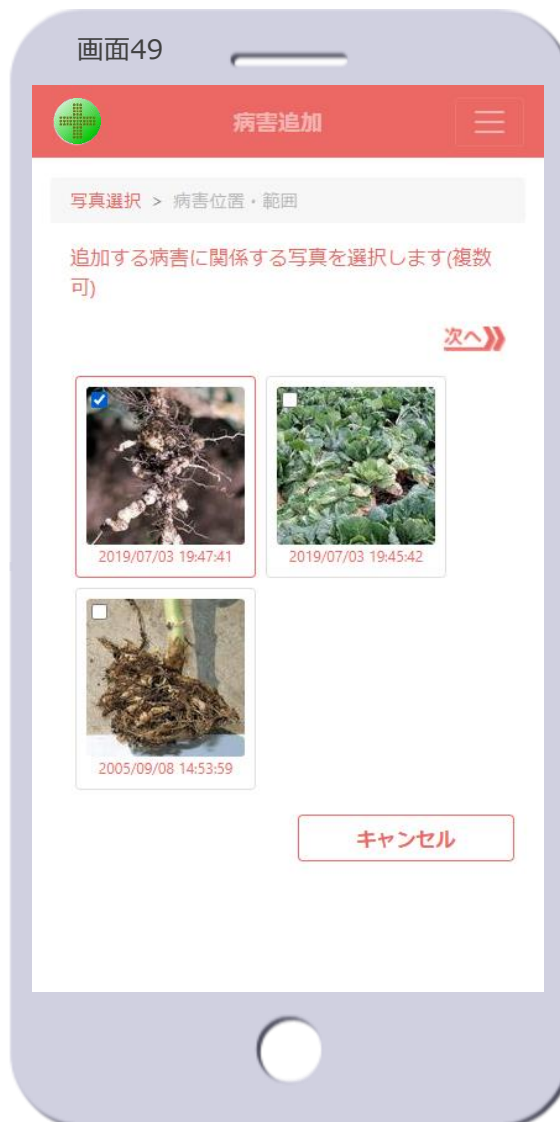 画面49
病害追加
写真選択 > 病害位置・範囲
追加する病害に関係する写真を選択します(複数
可)
次へ
2019/07/03 19:47:41
2019/07/03 19:45:42
2005/09/08 14:53:59
キャンセル